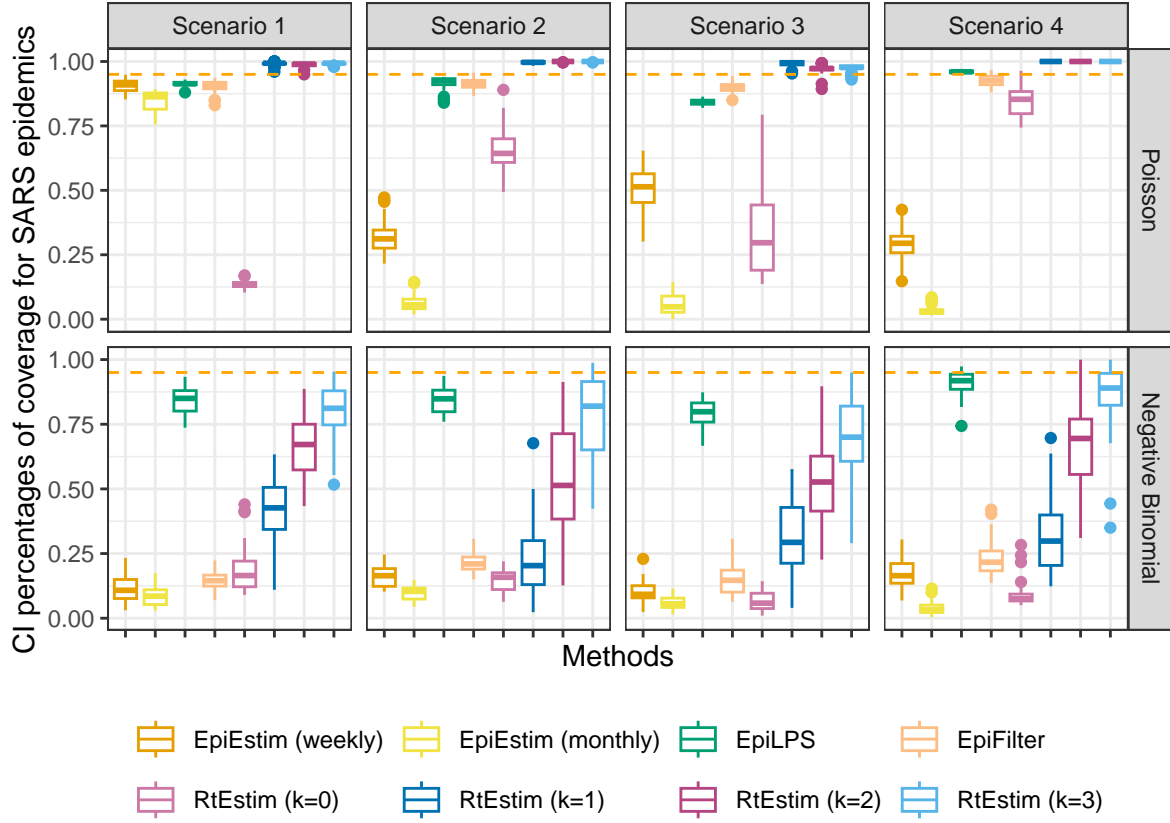 Scenario 1
Scenario 2
Scenario 3
Scenario 4
CI percentages of coverage for SARS epidemics
1.00
0.75
0.50
0.25
0.00
Poisson
1.00
0.75
0.50
0.25
0.00
Negative Binomial
Methods
EpiEstim (weekly)
EpiEstim (monthly)
EpiLPS
EpiFilter
RtEstim (k=0)
RtEstim (k=1)
RtEstim (k=2)
RtEstim (k=3)